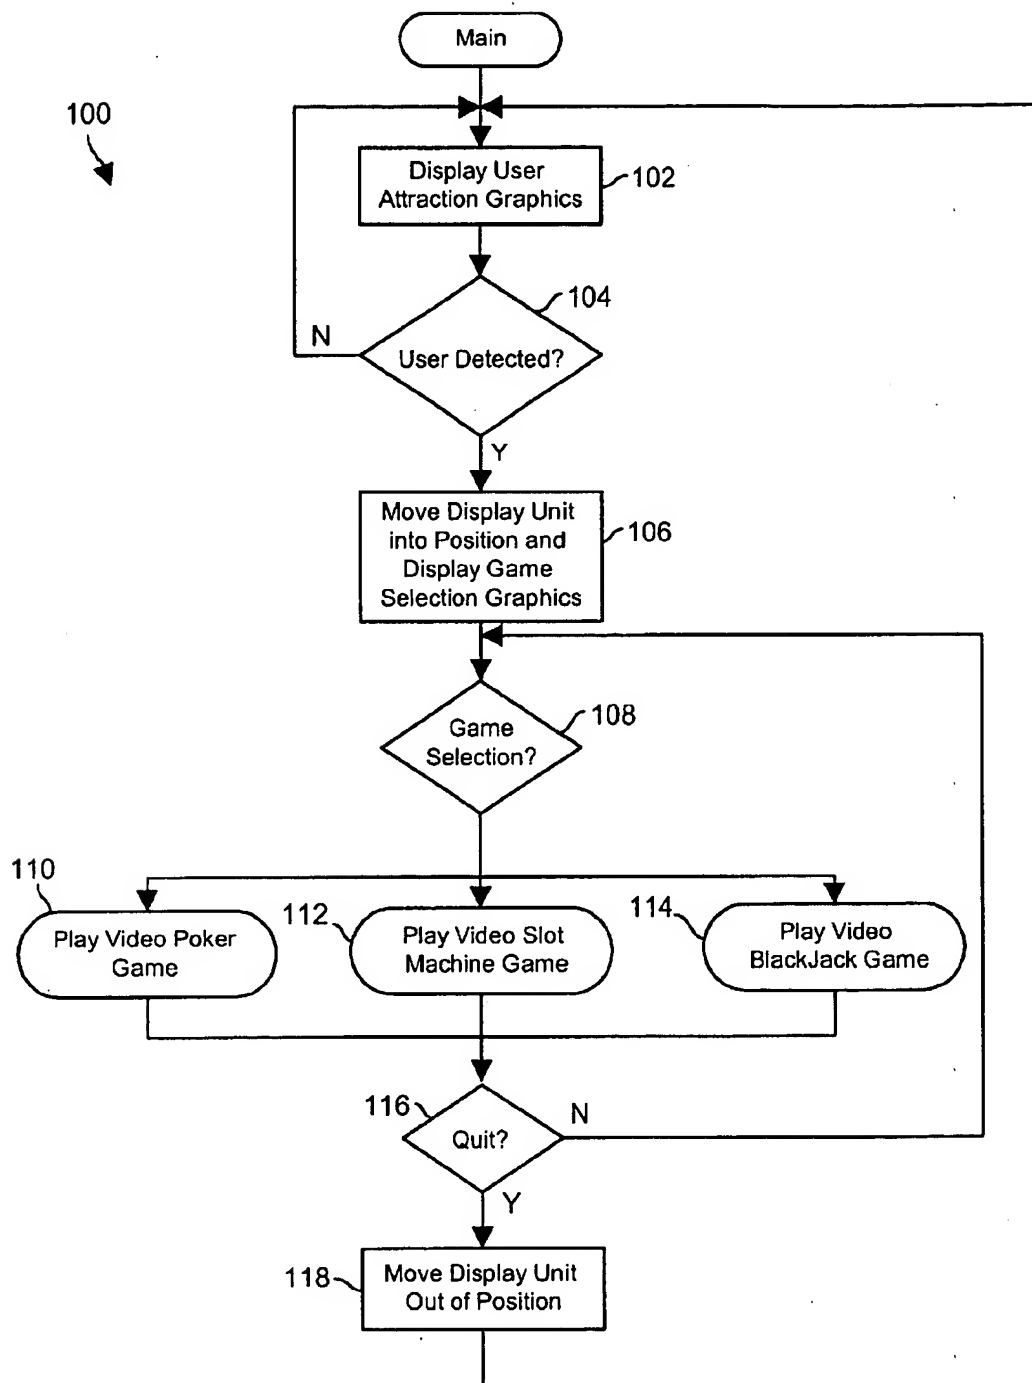 Main
100
Display User
Attraction Graphics
102
104
N
User Detected?
Y
Move Display Unit
into Position and
Display Game
Selection Graphics
106
108
Game
Selection?
110
112
114
Play Video Poker
Game
Play Video Slot
Machine Game
Play Video
BlackJack Game
116
N
Quit?
Y
118
Move Display Unit
Out of Position